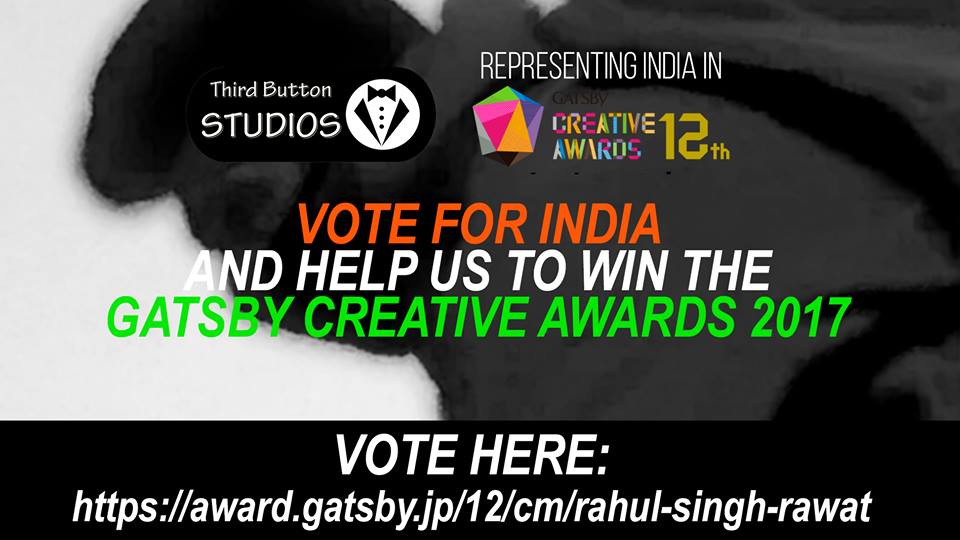 Third Button
STUDIOS
REPRESENTING INDIA IN
GATSBY
CREATIVE
AWARDS 12th
VOTE FOR INDIA
AND HELP US TO WIN THE
GATSBY CREATIVE AWARDS 2017
VOTE HERE:
https://award.gatsby.jp/12/cm/rahul-singh-rawat